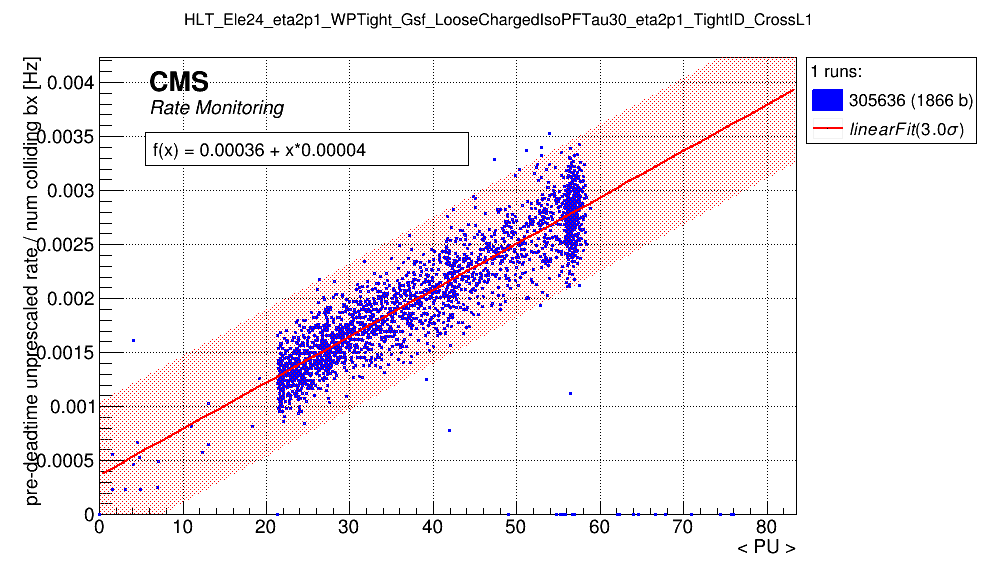 HLT_Ele24_eta2p1_WPTight_Gsf_LooseChargedIsoPFTau30_eta2p1_TightID_CrossL1
pre-deadtime unprescaled rate / num colliding bx [Hz]
0.004
0.0035
0.003
0.0025
0.002
0.0015
0.001
0.0005
0
CMS
Rate Monitoring
f(x) = 0.00036 + x*0.00004
1 runs:
305636 (1866 b)
linearFit(3.0σ)
0 10 20 30 40 50 60 70 80
< PU >